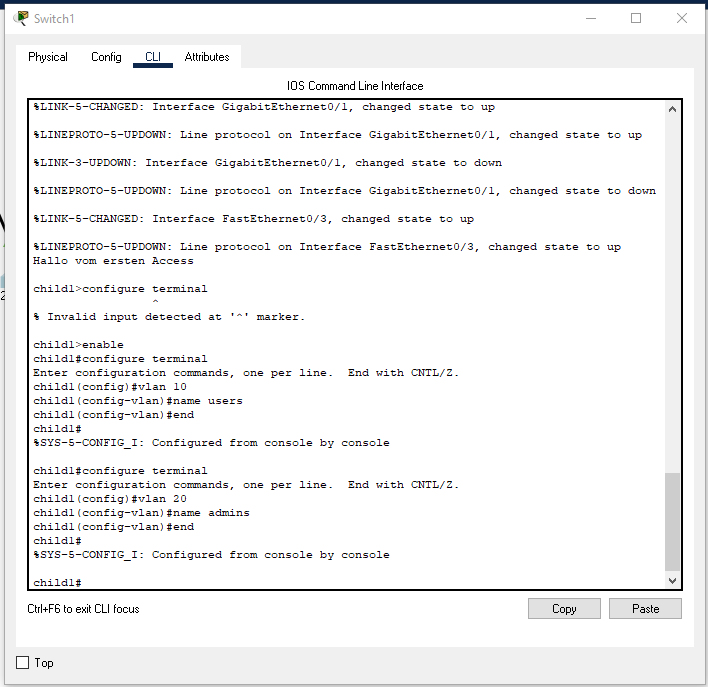 Switch1
Physical Config CLI Attributes
IOS Command Line Interface
%LINK-5-CHANGED: Interface GigabitEthernet0/1, changed state to up
%LINEPROTO-5-UPDOWN: Line protocol on Interface GigabitEthernet0/1, changed state to up
%LINK-3-UPDOWN: Interface GigabitEthernet0/1, changed state to down
%LINEPROTO-5-UPDOWN: Line protocol on Interface GigabitEthernet0/1, changed state to down
%LINK-5-CHANGED: Interface FastEthernet0/3, changed state to up
%LINEPROTO-5-UPDOWN: Line protocol on Interface FastEthernet0/3, changed state to up
Hallo vom ersten Access
child1>configure terminal
^
% Invalid input detected at '^' marker.
child1>enable
child1#configure terminal
Enter configuration commands, one per line.  End with CNTL/Z.
child1(config)#vlan 10
child1(config-vlan)#name users
child1(config-vlan)#end
child1#
%SYS-5-CONFIG_I: Configured from console by console
child1#configure terminal
Enter configuration commands, one per line.  End with CNTL/Z.
child1(config)#vlan 20
child1(config-vlan)#name admins
child1(config-vlan)#end
child1#
%SYS-5-CONFIG_I: Configured from console by console
child1#
Ctrl+F6 to exit CLI focus
Copy Paste
Top